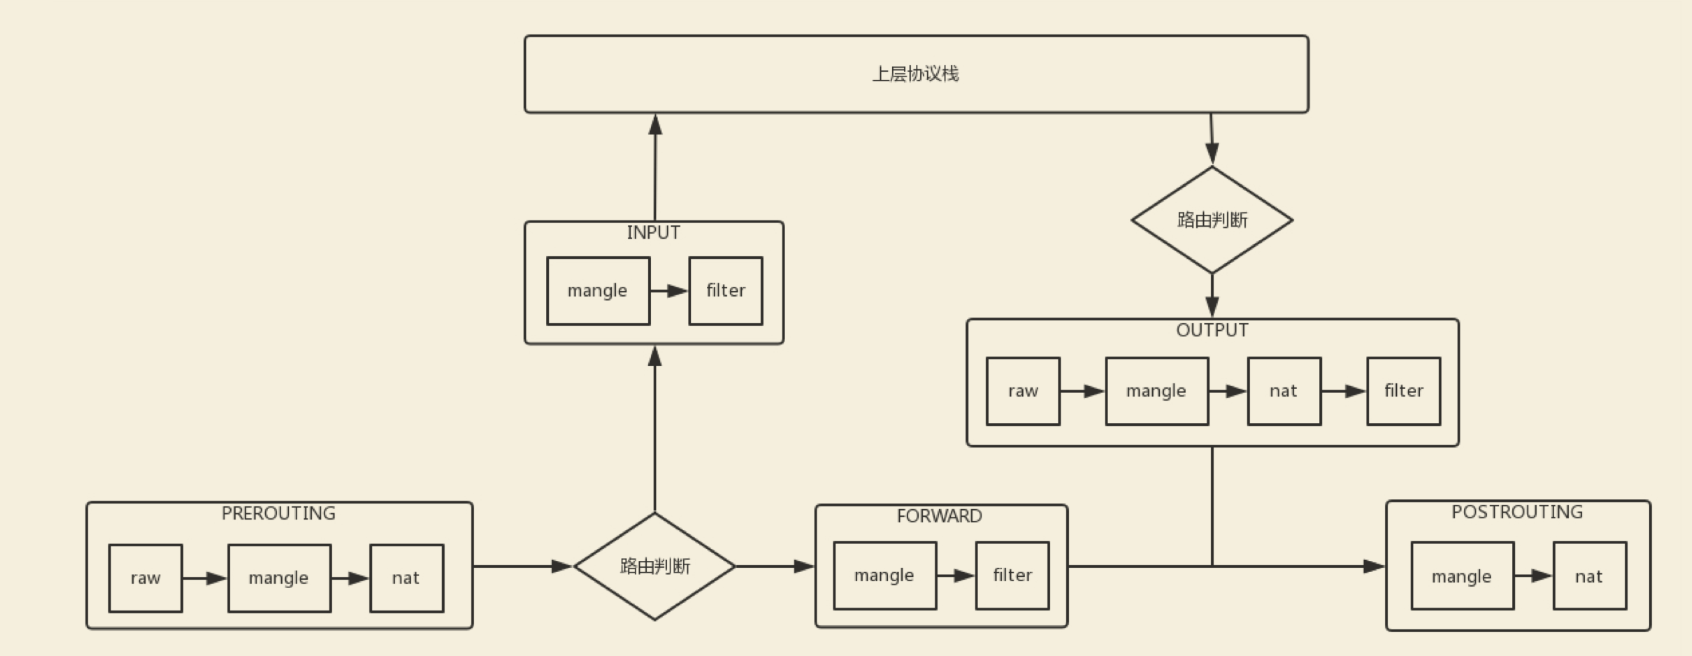 上层协议栈
路由判断
INPUT
mangle
filter
OUTPUT
raw
mangle
nat
filter
PREROUTING
raw
mangle
nat
路由判断
FORWARD
mangle
filter
POSTROUTING
mangle
nat